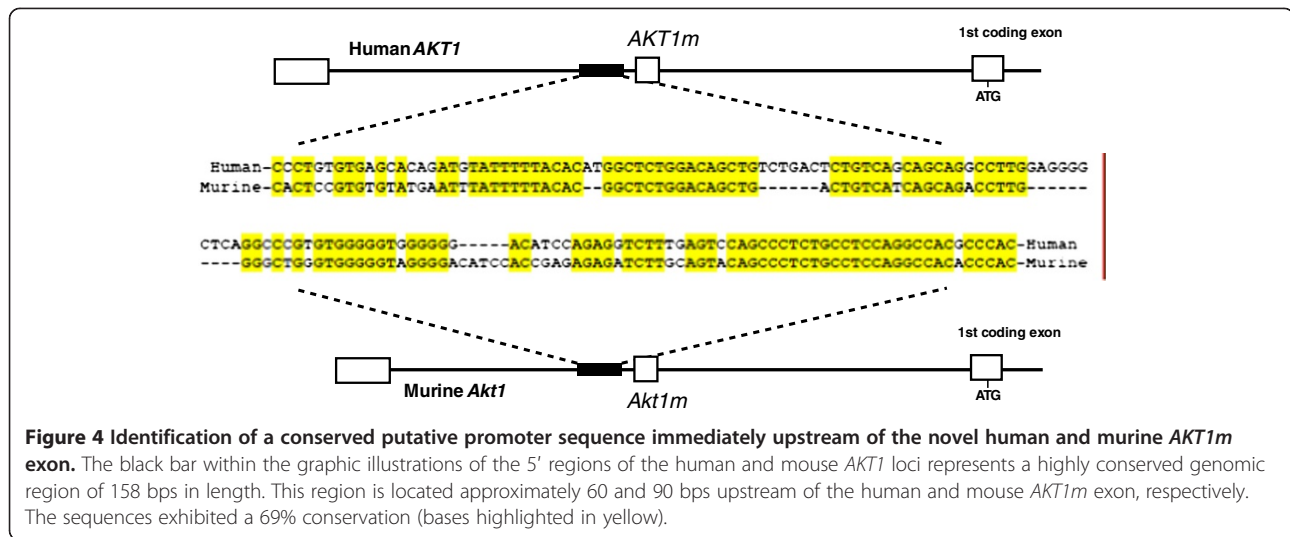 Human AKT1
AKT1m
1st coding exon
ATG
Human-CCCTGTGTGAGCACAGATGTATTTTTACACATGGCTCTGGACAGCTGTCTGACTCTGTCAGCAGCAGGCCTTGGAGGGG
Murine-CACTCCGTGTGTATGAATTTATTTTTACAC--GGCTCTGGACAGCTG------ACTGTCATCAGCAGACCTTG------
CTCAGGCCCGTGTGGGGGTGGGGGG-----ACATCCAGAGGTCTTTGAGTCCAGCCCTCTGCCTCCAGGCCACGCCCAC-Human
----GGGCTGGGTGGGGGTAGGGGACATCCACCGAGAGAGATCTTGCAGTACAGCCCTCTGCCTCCAGGCCACACCCAC-Murine
1st coding exon
Murine Akt1
Akt1m
ATG
Figure 4 Identification of a conserved putative promoter sequence immediately upstream of the novel human and murine AKT1m
exon. The black bar within the graphic illustrations of the 5′ regions of the human and mouse AKT1 loci represents a highly conserved genomic
region of 158 bps in length. This region is located approximately 60 and 90 bps upstream of the human and mouse AKT1m exon, respectively.
The sequences exhibited a 69% conservation (bases highlighted in yellow).